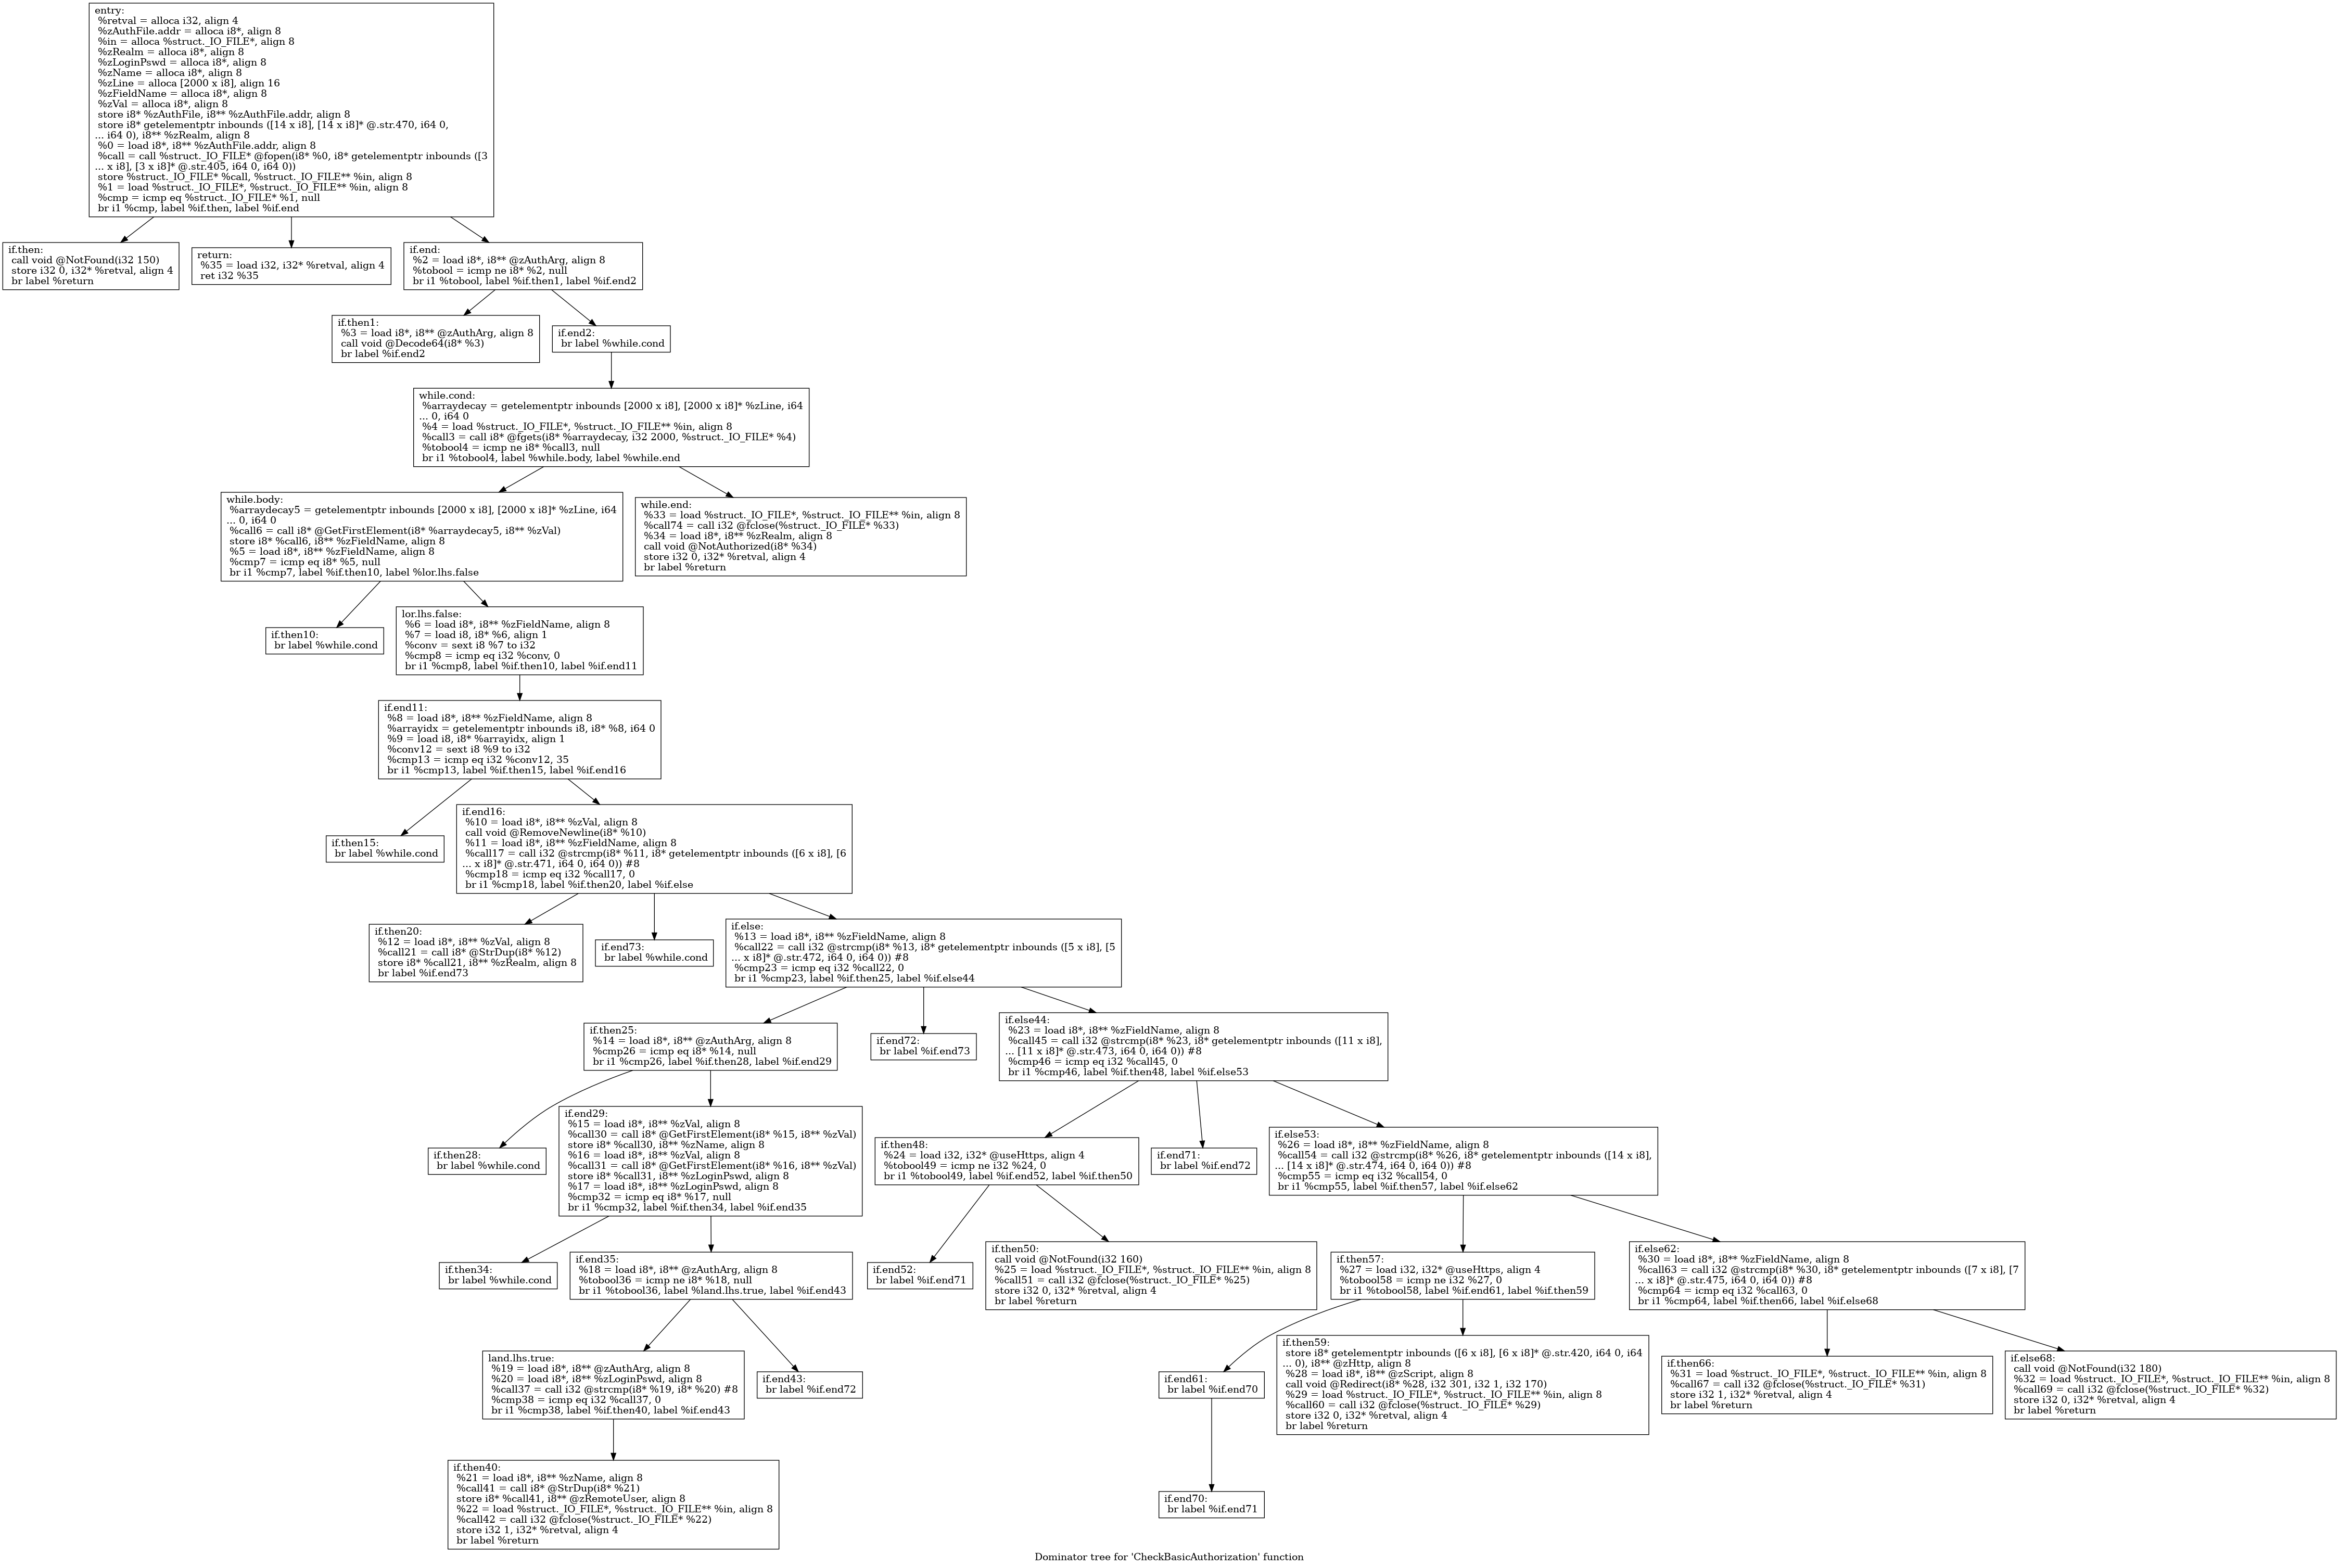 entry:
%retval = alloca i32, align 4
%zAuthFile.addr = alloca i8*, align 8
%in = alloca %struct._IO_FILE*, align 8
%zRealm = alloca i8*, align 8
%zLoginPswd = alloca i8*, align 8
%zName = alloca i8*, align 8
%zLine = alloca [2000 x i8], align 16
%zFieldName = alloca i8*, align 8
%zVal = alloca i8*, align 8
store i8* %zAuthFile, i8** %zAuthFile.addr, align 8
store i8* getelementptr inbounds ([14 x i8], [14 x i8]* @.str.470, i64 0,
... i64 0), i8** %zRealm, align 8
%0 = load i8*, i8** %zAuthFile.addr, align 8
%call = call %struct._IO_FILE* @fopen(i8* %0, i8* getelementptr inbounds ([3
... x i8], [3 x i8]* @.str.405, i64 0, i64 0))
store %struct._IO_FILE* %call, %struct._IO_FILE** %in, align 8
%1 = load %struct._IO_FILE*, %struct._IO_FILE** %in, align 8
%cmp = icmp eq %struct._IO_FILE* %1, null
br i1 %cmp, label %if.then, label %if.end
if.then:
call void @NotFound(i32 150)
store i32 0, i32* %retval, align 4
br label %return
return:
%35 = load i32, i32* %retval, align 4
ret i32 %35
if.end:
%2 = load i8*, i8** @zAuthArg, align 8
%tobool = icmp ne i8* %2, null
br i1 %tobool, label %if.then1, label %if.end2
if.then1:
%3 = load i8*, i8** @zAuthArg, align 8
call void @Decode64(i8* %3)
br label %if.end2
if.end2:
br label %while.cond
while.cond:
%arraydecay = getelementptr inbounds [2000 x i8], [2000 x i8]* %zLine, i64
... 0, i64 0
%4 = load %struct._IO_FILE*, %struct._IO_FILE** %in, align 8
%call3 = call i8* @fgets(i8* %arraydecay, i32 2000, %struct._IO_FILE* %4)
%tobool4 = icmp ne i8* %call3, null
br i1 %tobool4, label %while.body, label %while.end
while.body:
%arraydecay5 = getelementptr inbounds [2000 x i8], [2000 x i8]* %zLine, i64
... 0, i64 0
%call6 = call i8* @GetFirstElement(i8* %arraydecay5, i8** %zVal)
store i8* %call6, i8** %zFieldName, align 8
%5 = load i8*, i8** %zFieldName, align 8
%cmp7 = icmp eq i8* %5, null
br i1 %cmp7, label %if.then10, label %lor.lhs.false
while.end:
%33 = load %struct._IO_FILE*, %struct._IO_FILE** %in, align 8
%call74 = call i32 @fclose(%struct._IO_FILE* %33)
%34 = load i8*, i8** %zRealm, align 8
call void @NotAuthorized(i8* %34)
store i32 0, i32* %retval, align 4
br label %return
if.then10:
br label %while.cond
lor.lhs.false:
%6 = load i8*, i8** %zFieldName, align 8
%7 = load i8, i8* %6, align 1
%conv = sext i8 %7 to i32
%cmp8 = icmp eq i32 %conv, 0
br i1 %cmp8, label %if.then10, label %if.end11
if.end11:
%8 = load i8*, i8** %zFieldName, align 8
%arrayidx = getelementptr inbounds i8, i8* %8, i64 0
%9 = load i8, i8* %arrayidx, align 1
%conv12 = sext i8 %9 to i32
%cmp13 = icmp eq i32 %conv12, 35
br i1 %cmp13, label %if.then15, label %if.end16
if.then15:
br label %while.cond
if.end16:
%10 = load i8*, i8** %zVal, align 8
call void @RemoveNewline(i8* %10)
%11 = load i8*, i8** %zFieldName, align 8
%call17 = call i32 @strcmp(i8* %11, i8* getelementptr inbounds ([6 x i8], [6
... x i8]* @.str.471, i64 0, i64 0)) #8
%cmp18 = icmp eq i32 %call17, 0
br i1 %cmp18, label %if.then20, label %if.else
if.then20:
%12 = load i8*, i8** %zVal, align 8
%call21 = call i8* @StrDup(i8* %12)
store i8* %call21, i8** %zRealm, align 8
br label %if.end73
if.end73:
br label %while.cond
if.else:
%13 = load i8*, i8** %zFieldName, align 8
%call22 = call i32 @strcmp(i8* %13, i8* getelementptr inbounds ([5 x i8], [5
... x i8]* @.str.472, i64 0, i64 0)) #8
%cmp23 = icmp eq i32 %call22, 0
br i1 %cmp23, label %if.then25, label %if.else44
if.then25:
%14 = load i8*, i8** @zAuthArg, align 8
%cmp26 = icmp eq i8* %14, null
br i1 %cmp26, label %if.then28, label %if.end29
if.end72:
br label %if.end73
if.else44:
%23 = load i8*, i8** %zFieldName, align 8
%call45 = call i32 @strcmp(i8* %23, i8* getelementptr inbounds ([11 x i8],
... [11 x i8]* @.str.473, i64 0, i64 0)) #8
%cmp46 = icmp eq i32 %call45, 0
br i1 %cmp46, label %if.then48, label %if.else53
if.then28:
br label %while.cond
if.end29:
%15 = load i8*, i8** %zVal, align 8
%call30 = call i8* @GetFirstElement(i8* %15, i8** %zVal)
store i8* %call30, i8** %zName, align 8
%16 = load i8*, i8** %zVal, align 8
%call31 = call i8* @GetFirstElement(i8* %16, i8** %zVal)
store i8* %call31, i8** %zLoginPswd, align 8
%17 = load i8*, i8** %zLoginPswd, align 8
%cmp32 = icmp eq i8* %17, null
br i1 %cmp32, label %if.then34, label %if.end35
if.then48:
%24 = load i32, i32* @useHttps, align 4
%tobool49 = icmp ne i32 %24, 0
br i1 %tobool49, label %if.end52, label %if.then50
if.end71:
br label %if.end72
if.else53:
%26 = load i8*, i8** %zFieldName, align 8
%call54 = call i32 @strcmp(i8* %26, i8* getelementptr inbounds ([14 x i8],
... [14 x i8]* @.str.474, i64 0, i64 0)) #8
%cmp55 = icmp eq i32 %call54, 0
br i1 %cmp55, label %if.then57, label %if.else62
if.then34:
br label %while.cond
if.end35:
%18 = load i8*, i8** @zAuthArg, align 8
%tobool36 = icmp ne i8* %18, null
br i1 %tobool36, label %land.lhs.true, label %if.end43
if.end52:
br label %if.end71
if.then50:
call void @NotFound(i32 160)
%25 = load %struct._IO_FILE*, %struct._IO_FILE** %in, align 8
%call51 = call i32 @fclose(%struct._IO_FILE* %25)
store i32 0, i32* %retval, align 4
br label %return
if.then57:
%27 = load i32, i32* @useHttps, align 4
%tobool58 = icmp ne i32 %27, 0
br i1 %tobool58, label %if.end61, label %if.then59
if.else62:
%30 = load i8*, i8** %zFieldName, align 8
%call63 = call i32 @strcmp(i8* %30, i8* getelementptr inbounds ([7 x i8], [7
... x i8]* @.str.475, i64 0, i64 0)) #8
%cmp64 = icmp eq i32 %call63, 0
br i1 %cmp64, label %if.then66, label %if.else68
land.lhs.true:
%19 = load i8*, i8** @zAuthArg, align 8
%20 = load i8*, i8** %zLoginPswd, align 8
%call37 = call i32 @strcmp(i8* %19, i8* %20) #8
%cmp38 = icmp eq i32 %call37, 0
br i1 %cmp38, label %if.then40, label %if.end43
if.end43:
br label %if.end72
if.end61:
br label %if.end70
if.then59:
store i8* getelementptr inbounds ([6 x i8], [6 x i8]* @.str.420, i64 0, i64
... 0), i8** @zHttp, align 8
%28 = load i8*, i8** @zScript, align 8
call void @Redirect(i8* %28, i32 301, i32 1, i32 170)
%29 = load %struct._IO_FILE*, %struct._IO_FILE** %in, align 8
%call60 = call i32 @fclose(%struct._IO_FILE* %29)
store i32 0, i32* %retval, align 4
br label %return
if.then66:
%31 = load %struct._IO_FILE*, %struct._IO_FILE** %in, align 8
%call67 = call i32 @fclose(%struct._IO_FILE* %31)
store i32 1, i32* %retval, align 4
br label %return
if.else68:
call void @NotFound(i32 180)
%32 = load %struct._IO_FILE*, %struct._IO_FILE** %in, align 8
%call69 = call i32 @fclose(%struct._IO_FILE* %32)
store i32 0, i32* %retval, align 4
br label %return
if.then40:
%21 = load i8*, i8** %zName, align 8
%call41 = call i8* @StrDup(i8* %21)
store i8* %call41, i8** @zRemoteUser, align 8
%22 = load %struct._IO_FILE*, %struct._IO_FILE** %in, align 8
%call42 = call i32 @fclose(%struct._IO_FILE* %22)
store i32 1, i32* %retval, align 4
br label %return
if.end70:
br label %if.end71
Dominator tree for 'CheckBasicAuthorization' function